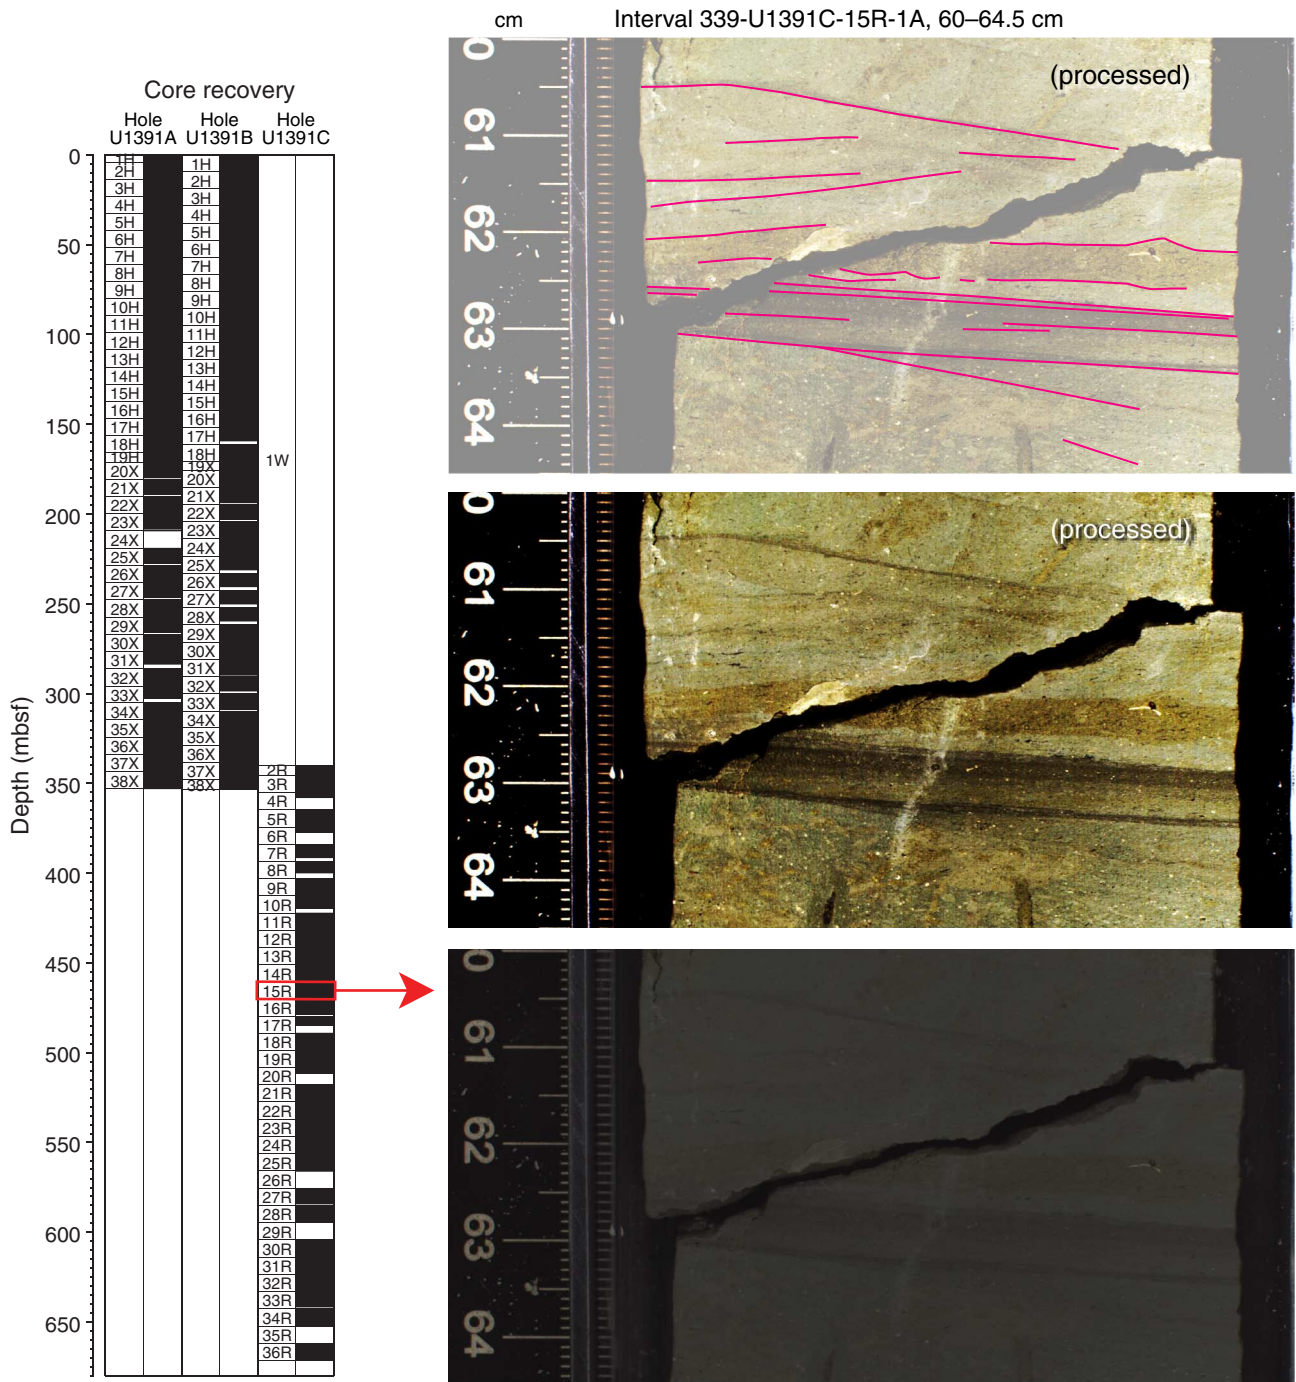 cm
Interval 339-U1391C-15R-1A, 60–64.5 cm
Core recovery
Hole U1391A
Hole U1391B
Hole U1391C
Depth (mbsf)
0
50
100
150
200
250
300
350
400
450
500
550
600
650
1H
2H
3H
4H
5H
6H
7H
8H
9H
10H
11H
12H
13H
14H
15H
16H
17H
18H
19H
20X
21X
22X
23X
24X
25X
26X
27X
28X
29X
30X
31X
32X
33X
34X
35X
36X
37X
38X
1H
2H
3H
4H
5H
6H
7H
8H
9H
10H
11H
12H
13H
14H
15H
16H
17H
18H
19X
20X
21X
22X
23X
24X
25X
26X
27X
28X
29X
30X
31X
32X
33X
34X
35X
36X
37X
38X
1W
2R
3R
4R
5R
6R
7R
8R
9R
10R
11R
12R
13R
14R
15R
16R
17R
18R
19R
20R
21R
22R
23R
24R
25R
26R
27R
28R
29R
30R
31R
32R
33R
34R
35R
36R
(processed)
0
61
62
63
64
(processed)
0
61
62
63
64
0
61
62
63
64